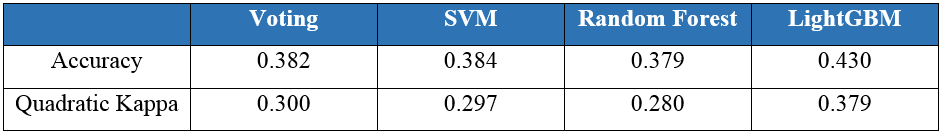 Voting SVM Random Forest LightGBM
Accuracy 0.382 0.384 0.379 0.430
Quadratic Kappa 0.300 0.297 0.280 0.379